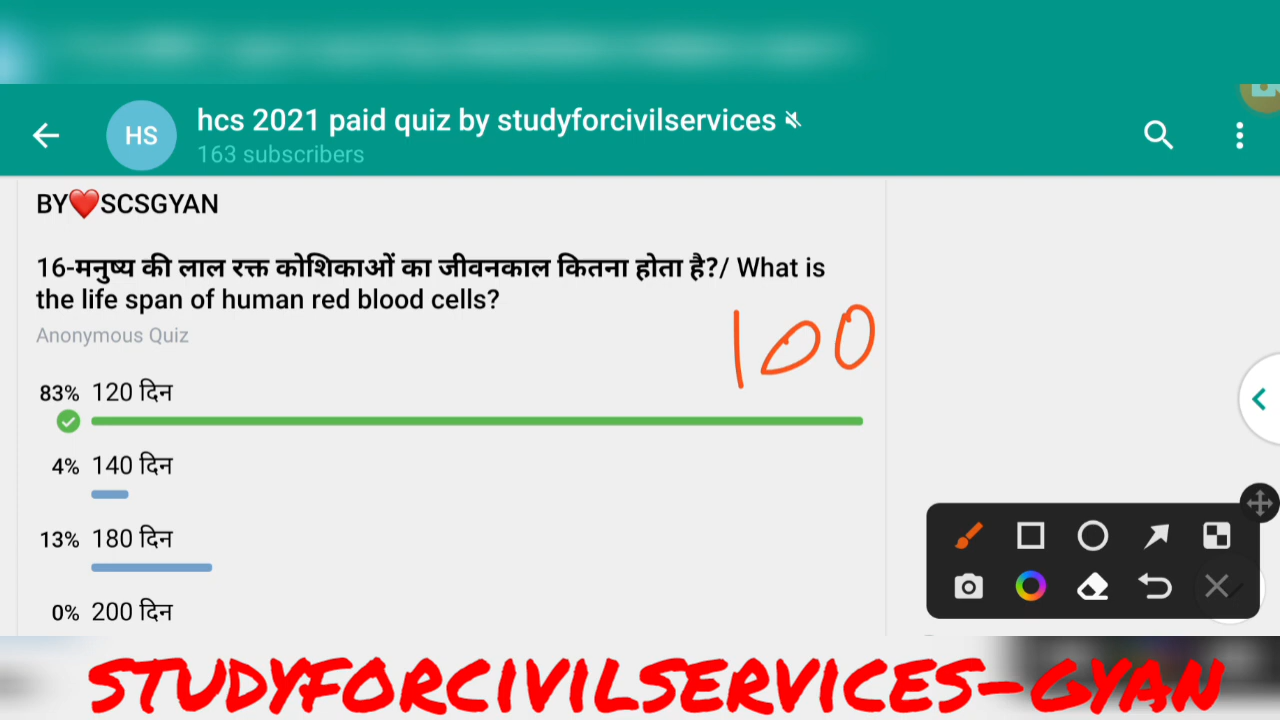 HS
hcs 2021 paid quiz by studyforcivilservices
163 subscribers
BY❤️SCSGYAN
16-मनुष्य की लाल रक्त कोशिकाओं का जीवनकाल कितना होता है?/ What is
the life span of human red blood cells?
Anonymous Quiz
100
83% 120 दिन
4% 140 दिन
13% 180 दिन
0% 200 दिन
STUDYFORCIVILSERVICES-GYAN